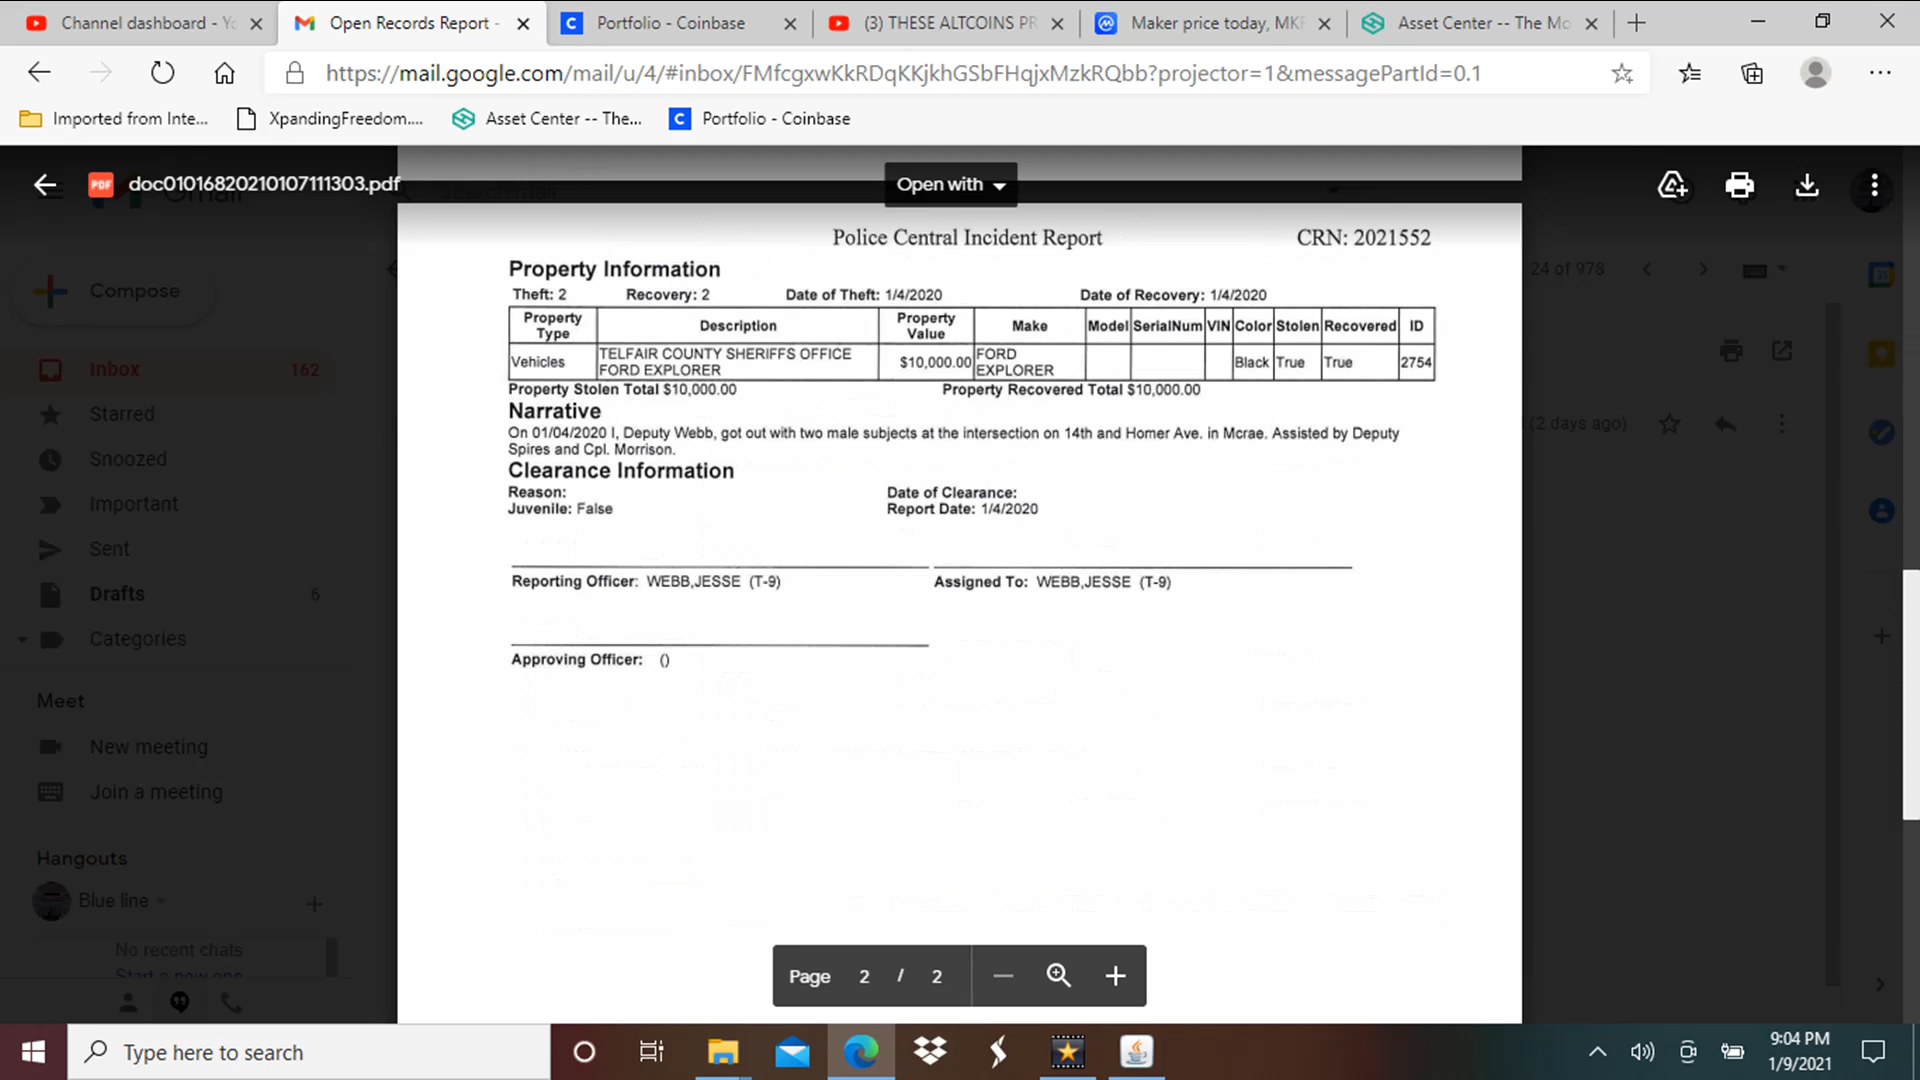 Channel dashboard - Y
Open Records Report -
Portfolio - Coinbase
(3) THESE ALTCOINS PR
Maker price today, MKR
Asset Center -- The Mo
https://mail.google.com/mail/u/4/#inbox/FMfcgxwKkRDqKKjkhGSbFHqjxMzkRQbb?projector=1&messagePartId=0.1
Imported from Inte...
XpandingFreedom....
Asset Center -- The...
Portfolio - Coinbase
PDF
doc01016820210107111303.pdf
Open with
Compose
24 of 978
Inbox 162
Starred
Snoozed
Important
Sent
Drafts 6
Categories
Meet
New meeting
Join a meeting
Hangouts
Blue line
No recent chats
Start a new one
(2 days ago)
Police Central Incident Report CRN: 2021552
Property Information
Theft: 2 Recovery: 2 Date of Theft: 1/4/2020 Date of Recovery: 1/4/2020
Property Type Description Property Value Make Model SerialNum VIN Color Stolen Recovered ID
Vehicles TELFAIR COUNTY SHERIFFS OFFICE FORD EXPLORER $10,000.00 FORD EXPLORER Black True True 2754
Property Stolen Total $10,000.00 Property Recovered Total $10,000.00
Narrative
On 01/04/2020 I, Deputy Webb, got out with two male subjects at the intersection on 14th and Homer Ave. in Mcrae. Assisted by Deputy
Spires and Cpl. Morrison.
Clearance Information
Reason: Date of Clearance:
Juvenile: False Report Date: 1/4/2020
Reporting Officer: WEBB,JESSE (T-9) Assigned To: WEBB,JESSE (T-9)
Approving Officer: ()
Page 2 / 2
Type here to search
9:04 PM
1/9/2021